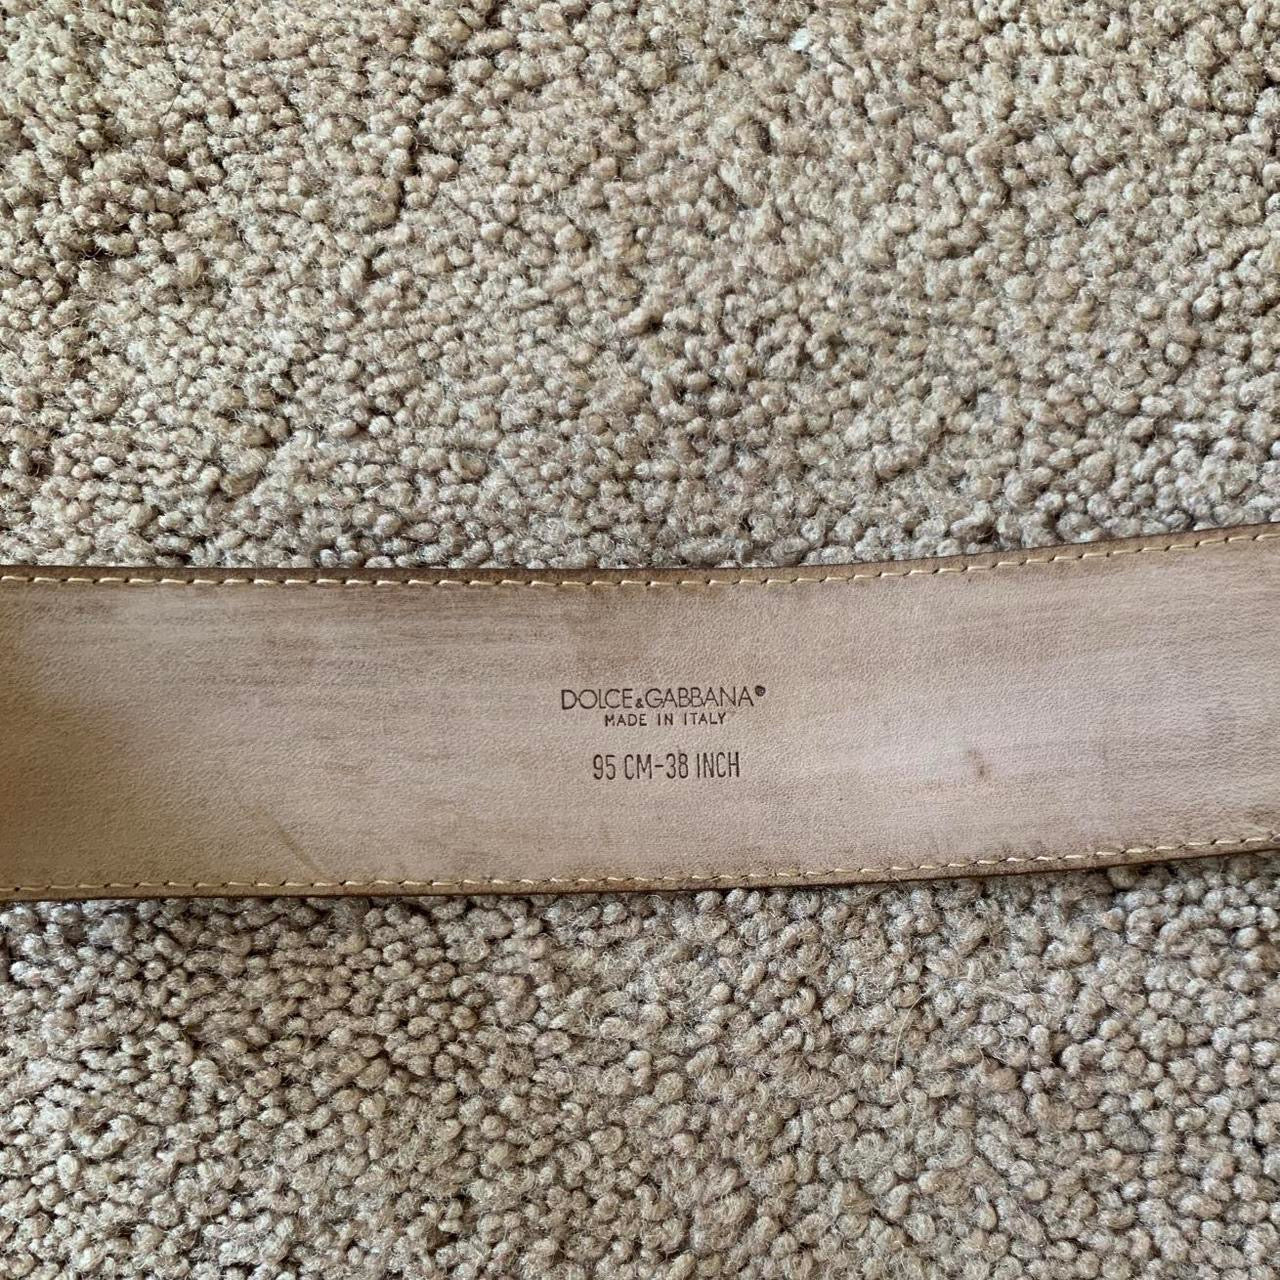 DOLCE&GABBANA®
MADE IN ITALY
95 CM-38 INCH